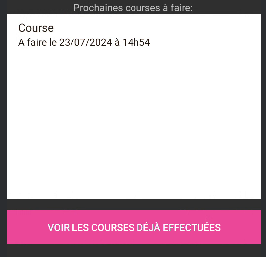 Prochaines courses à faire:
Course
A faire le 23/07/2024 à 14h54
VOIR LES COURSES DÉJÀ EFFECTUÉES